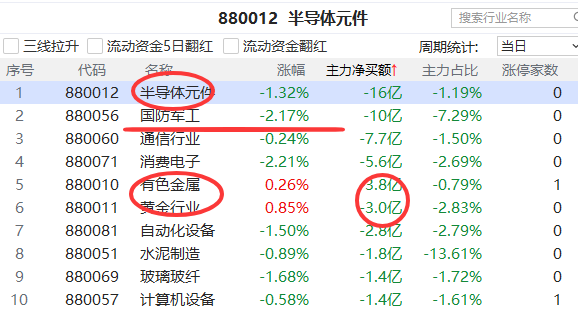 880012 半导体元件
搜索行业名称
三线拉升 流动资金5日翻红 流动资金翻红 周期统计: 当日
序号 代码 名称 涨幅 主力净买额↑ 主力占比 涨停家数
1 880012 半导体元件 -1.32% -16亿 -1.19% 0
2 880056 国防军工 -2.17% -10亿 -7.29% 0
3 880060 通信行业 -0.24% -7.7亿 -1.50% 0
4 880071 消费电子 -2.21% -5.6亿 -2.69% 0
5 880010 有色金属 0.26% -3.8亿 -0.79% 1
6 880011 黄金行业 0.85% -3.0亿 -2.83% 0
7 880081 自动化设备 -1.50% -2.8亿 -2.79% 0
8 880051 水泥制造 -0.89% -1.8亿 -13.61% 0
9 880069 玻璃玻纤 -1.68% -1.4亿 -1.72% 0
10 880057 计算机设备 -0.58% -1.4亿 -1.61% 1